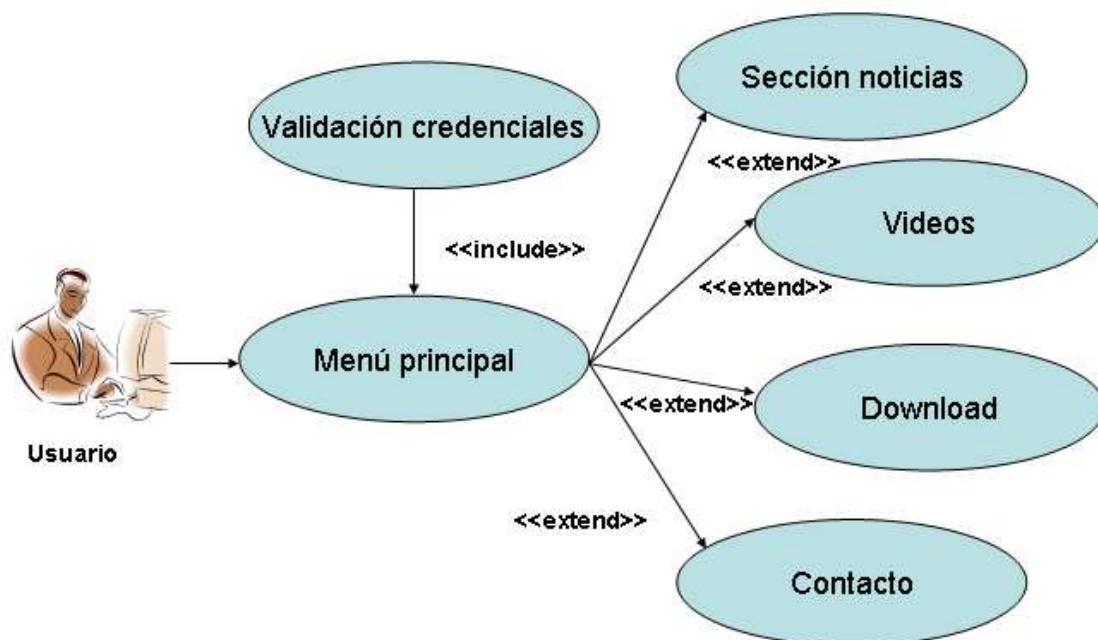 Sección noticias
Validación credenciales
<<extend>>
Videos
<<include>>
<<extend>>
Menú principal
<<extend>>
Download
Usuario
<<extend>>
Contacto